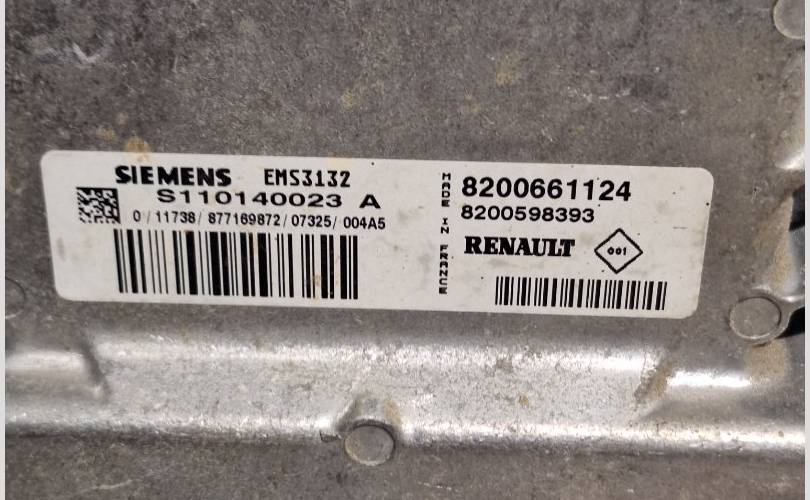 SIEMENS EMS3132
S110140023 A
0/11738/877169872/07325/004A5
MADE IN FRANCE
8200661124
8200598393
RENAULT 001